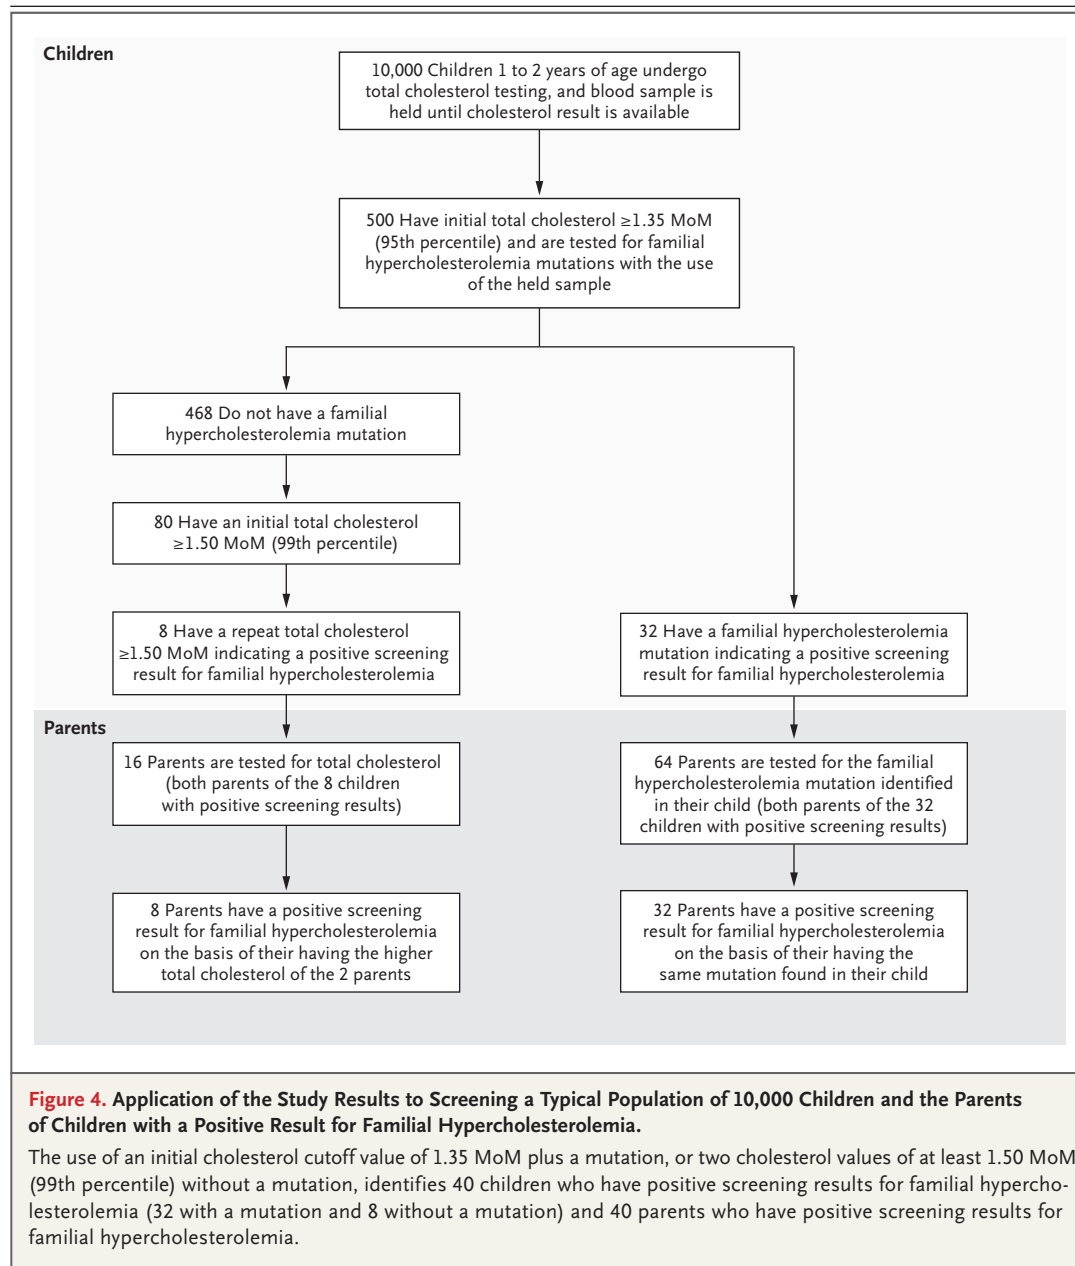 Children
10,000 Children 1 to 2 years of age undergo
total cholesterol testing, and blood sample is
held until cholesterol result is available
500 Have initial total cholesterol ≥1.35 MoM
(95th percentile) and are tested for familial
hypercholesterolemia mutations with the use
of the held sample
468 Do not have a familial
hypercholesterolemia mutation
80 Have an initial total cholesterol
≥1.50 MoM (99th percentile)
8 Have a repeat total cholesterol
≥1.50 MoM indicating a positive screening
result for familial hypercholesterolemia
32 Have a familial hypercholesterolemia
mutation indicating a positive screening
result for familial hypercholesterolemia
Parents
16 Parents are tested for total cholesterol
(both parents of the 8 children
with positive screening results)
64 Parents are tested for the familial
hypercholesterolemia mutation identified
in their child (both parents of the 32
children with positive screening results)
8 Parents have a positive screening
result for familial hypercholesterolemia
on the basis of their having the higher
total cholesterol of the 2 parents
32 Parents have a positive screening
result for familial hypercholesterolemia
on the basis of their having the
same mutation found in their child
Figure 4. Application of the Study Results to Screening a Typical Population of 10,000 Children and the Parents
of Children with a Positive Result for Familial Hypercholesterolemia.
The use of an initial cholesterol cutoff value of 1.35 MoM plus a mutation, or two cholesterol values of at least 1.50 MoM
(99th percentile) without a mutation, identifies 40 children who have positive screening results for familial hypercho-
lesterolemia (32 with a mutation and 8 without a mutation) and 40 parents who have positive screening results for
familial hypercholesterolemia.